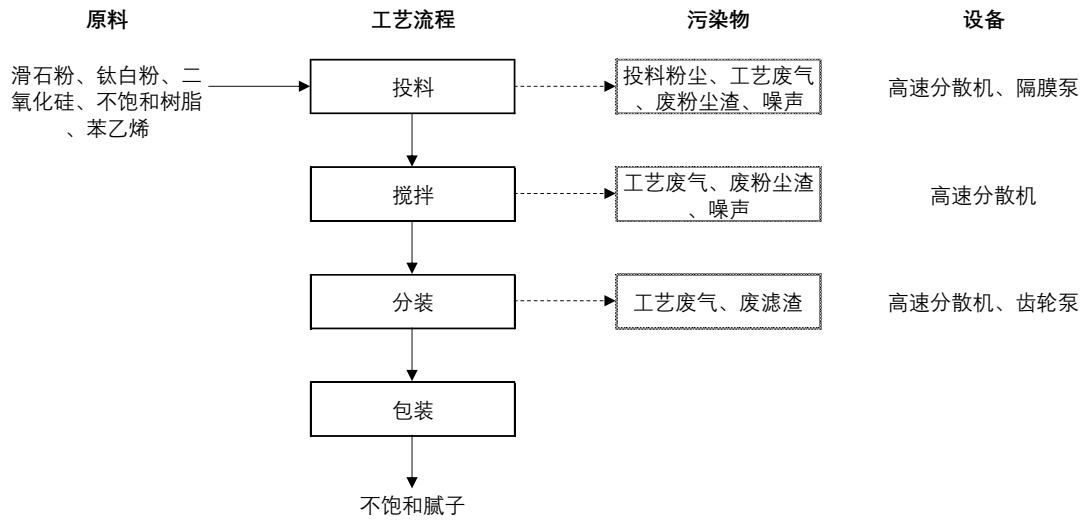 原料
工艺流程
污染物
设备
滑石粉、钛白粉、二
氧化硅、不饱和树脂
、苯乙烯
投料
投料粉尘、工艺废气
、废粉尘渣、噪声
高速分散机、隔膜泵
搅拌
工艺废气、废粉尘渣
、噪声
高速分散机
分装
工艺废气、废滤渣
高速分散机、齿轮泵
包装
不饱和腻子